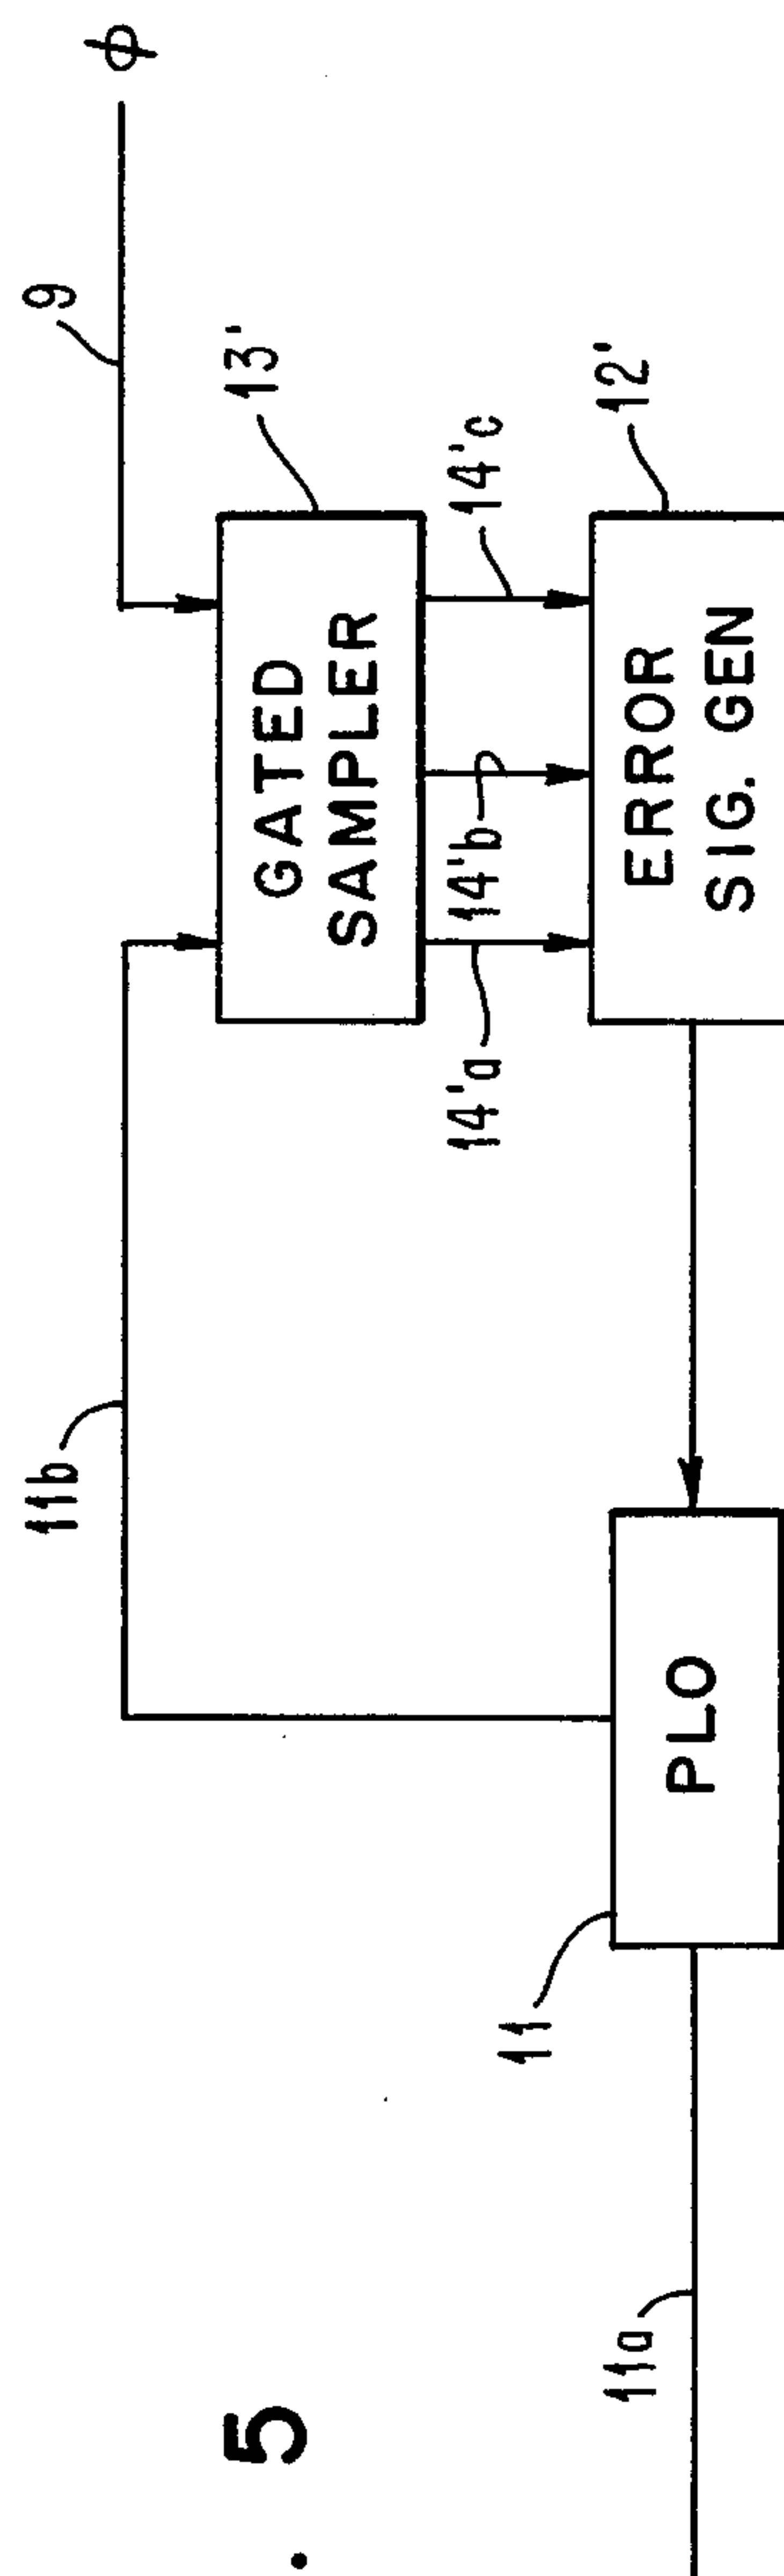 . 5
11b
9
φ
GATED
SAMPLER
13'
14'a
14'b
14'c
11
PLO
ERROR
SIG. GEN
12'
11a